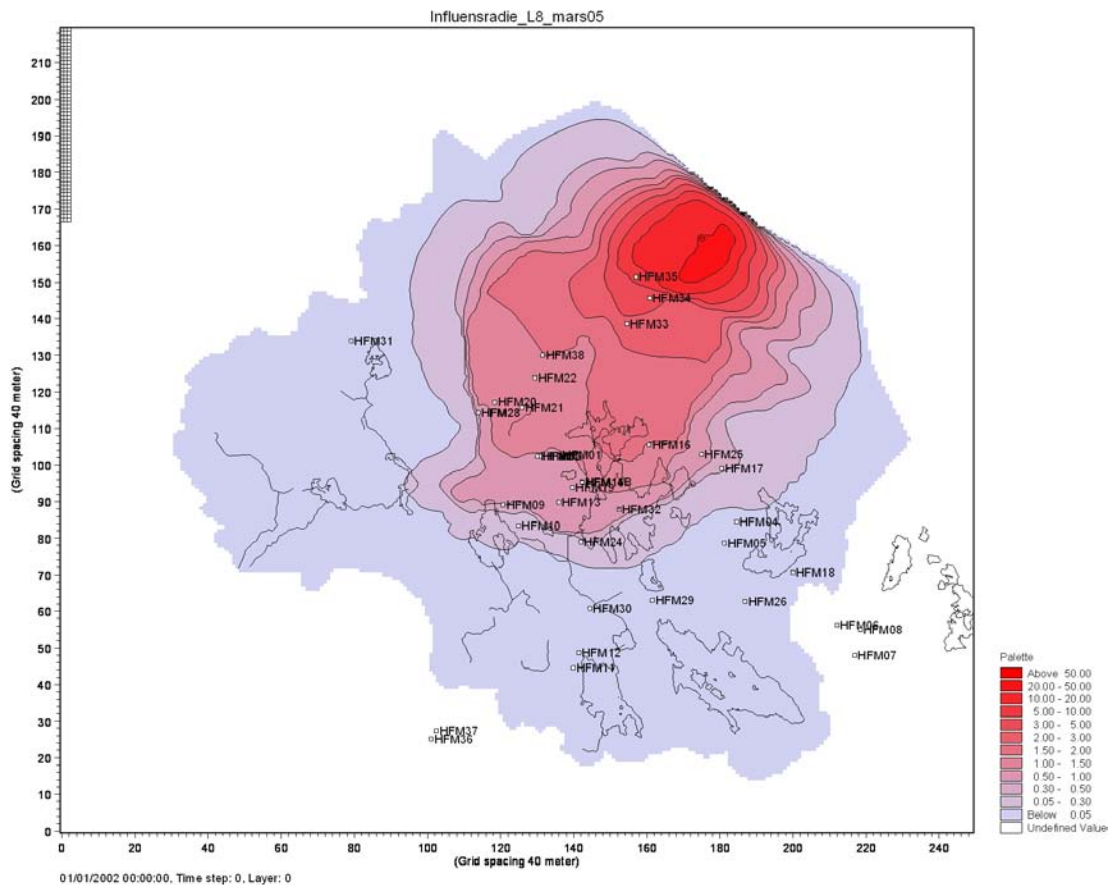 Influensradie_L8_mars05
(Grid spacing 40 meter)
210
200
190
180
170
160
150
140
130
120
110
100
90
80
70
60
50
40
30
20
10
0
HFM35
HFM34
HFM33
HFM31
HFM38
HFM22
HFM20
HFM21
HFM28
HFM16
HFM01
HFM25
HFM17
HFM19
HFM13
HFM09
HFM32
HFM10
HFM04
HFM24
HFM05
HFM18
HFM29
HFM26
HFM30
HFM06
HFM08
HFM12
HFM07
HFM11
HFM37
HFM36
Palette
Above 50.00
20.00 - 50.00
10.00 - 20.00
5.00 - 10.00
3.00 - 5.00
2.00 - 3.00
1.50 - 2.00
1.00 - 1.50
0.50 - 1.00
0.30 - 0.50
0.05 - 0.30
Below 0.05
Undefined Value
0 20 40 60 80 100 120 140 160 180 200 220 240
(Grid spacing 40 meter)
01/01/2002 00:00:00, Time step: 0, Layer: 0